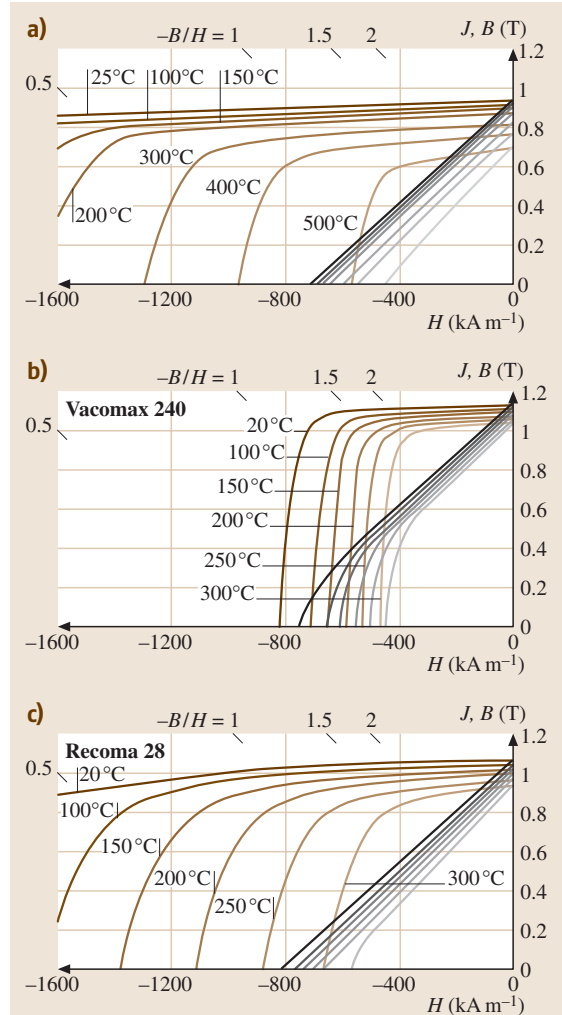 a)
−B/H = 1 1.5 2 J, B (T)
1.2
0.5
25 °C 100 °C 150 °C
1
0.8
300 °C
0.6
400 °C
200 °C
500 °C
0.4
0.2
0
−1600 −1200 −800 −400 0
H (kA m⁻¹)
b)
−B/H = 1 1.5 2 J, B (T)
1.2
Vacomax 240
0.5
20 °C
1
100 °C
0.8
150 °C
0.6
200 °C
0.4
250 °C
300 °C
0.2
0
−1600 −1200 −800 −400 0
H (kA m⁻¹)
c)
−B/H = 1 1.5 2 J, B (T)
1.2
Recoma 28
0.5
20 °C
1
100 °C
0.8
150 °C
0.6
200 °C
300 °C
0.4
250 °C
0.2
0
−1600 −1200 −800 −400 0
H (kA m⁻¹)